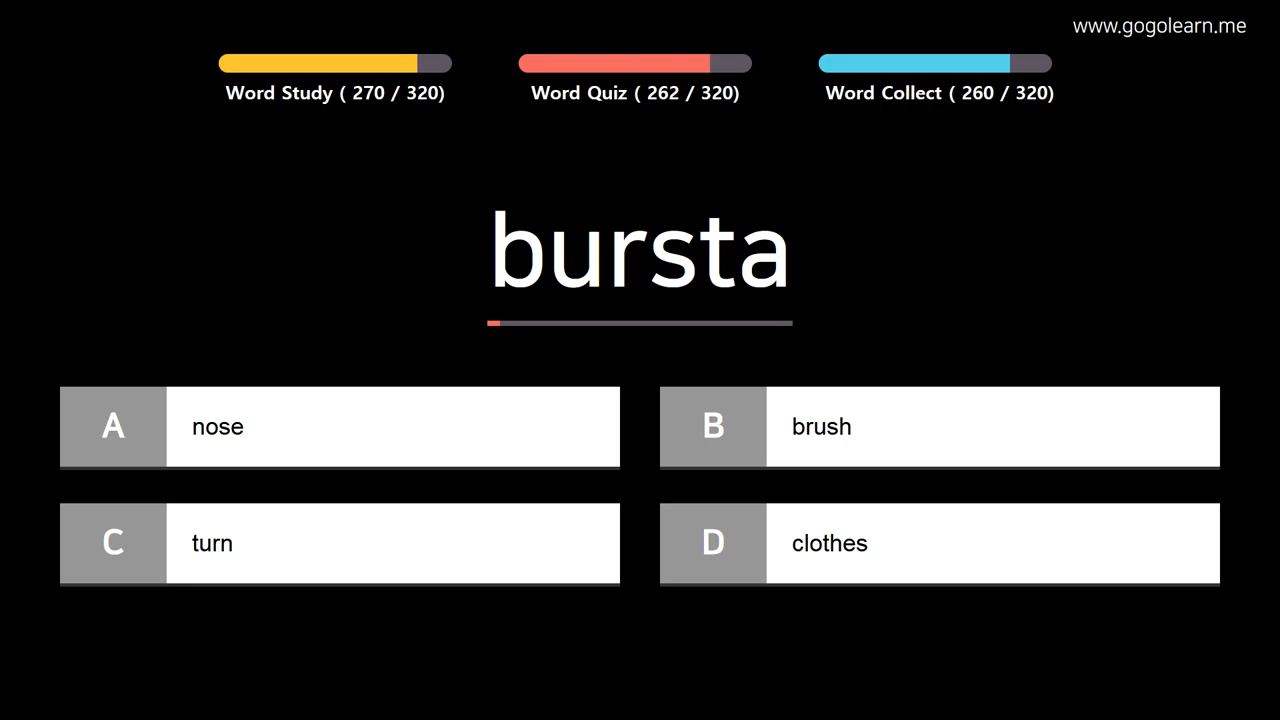 www.gogolearn.me
Word Study ( 270 / 320)
Word Quiz ( 262 / 320)
Word Collect ( 260 / 320)
bursta
A nose
B brush
C turn
D clothes